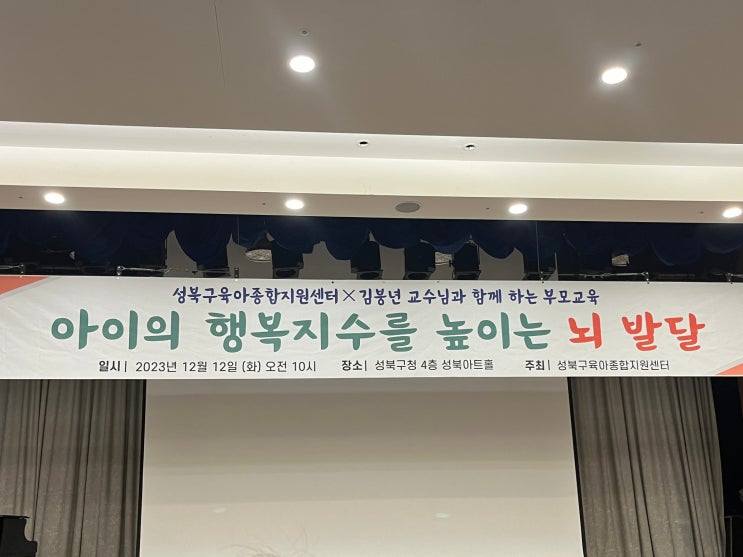 성북구육아종합지원센터×김붕년 교수님과 함께 하는 부모교육
아이의 행복지수를 높이는 뇌 발달
일시 | 2023년 12월 12일 (화) 오전 10시 장소 | 성북구청 4층 성북아트홀 주최 | 성북구육아종합지원센터